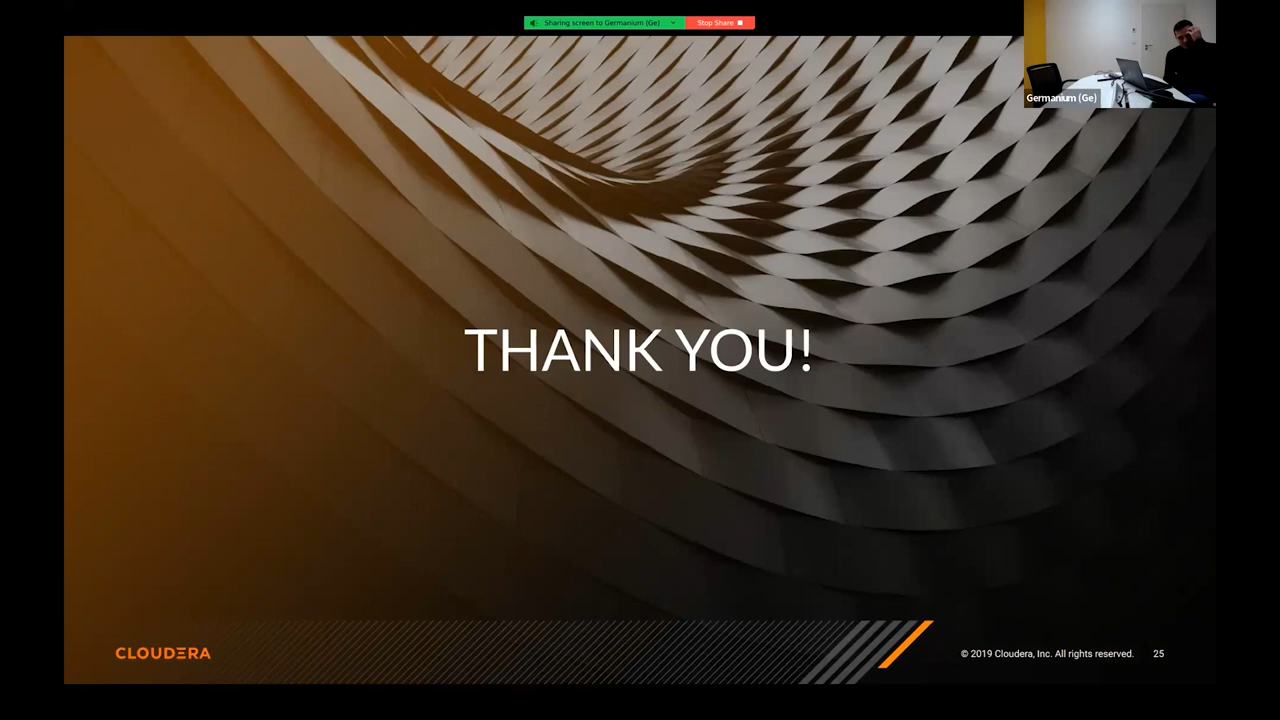 Sharing screen to Germanium (Ge)
Stop Share
Germanium (Ge)
THANK YOU!
CLOUDERA
© 2019 Cloudera, Inc. All rights reserved.
25